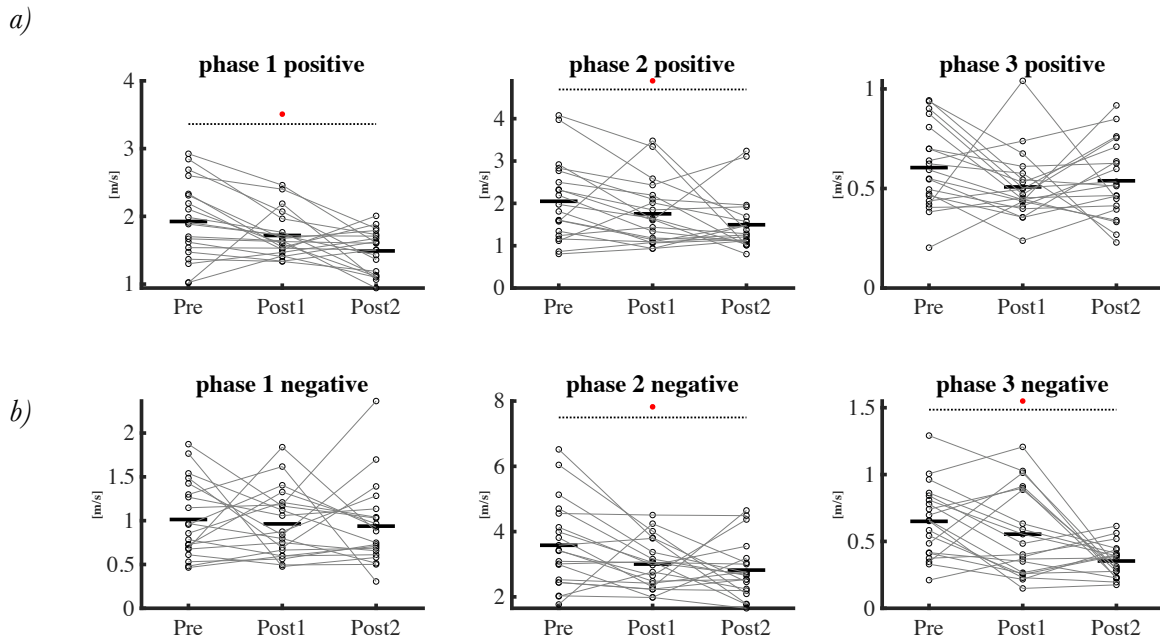 a)
phase 1 positive
4
3
2
1
[m/s]
Pre Post1 Post2
phase 2 positive
4
3
2
1
0
[m/s]
Pre Post1 Post2
phase 3 positive
1
0.5
0
[m/s]
Pre Post1 Post2
b)
phase 1 negative
2
1.5
1
0.5
0
[m/s]
Pre Post1 Post2
phase 2 negative
8
6
4
2
[m/s]
Pre Post1 Post2
phase 3 negative
1.5
1
0.5
0
[m/s]
Pre Post1 Post2